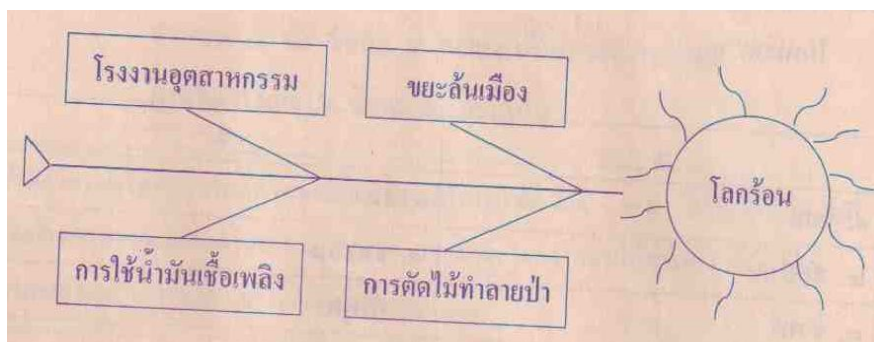 โรงงานอุตสาหกรรม
ขยะล้นเมือง
โลกร้อน
การใช้น้ำมันเชื้อเพลิง
การตัดไม้ทำลายป่า